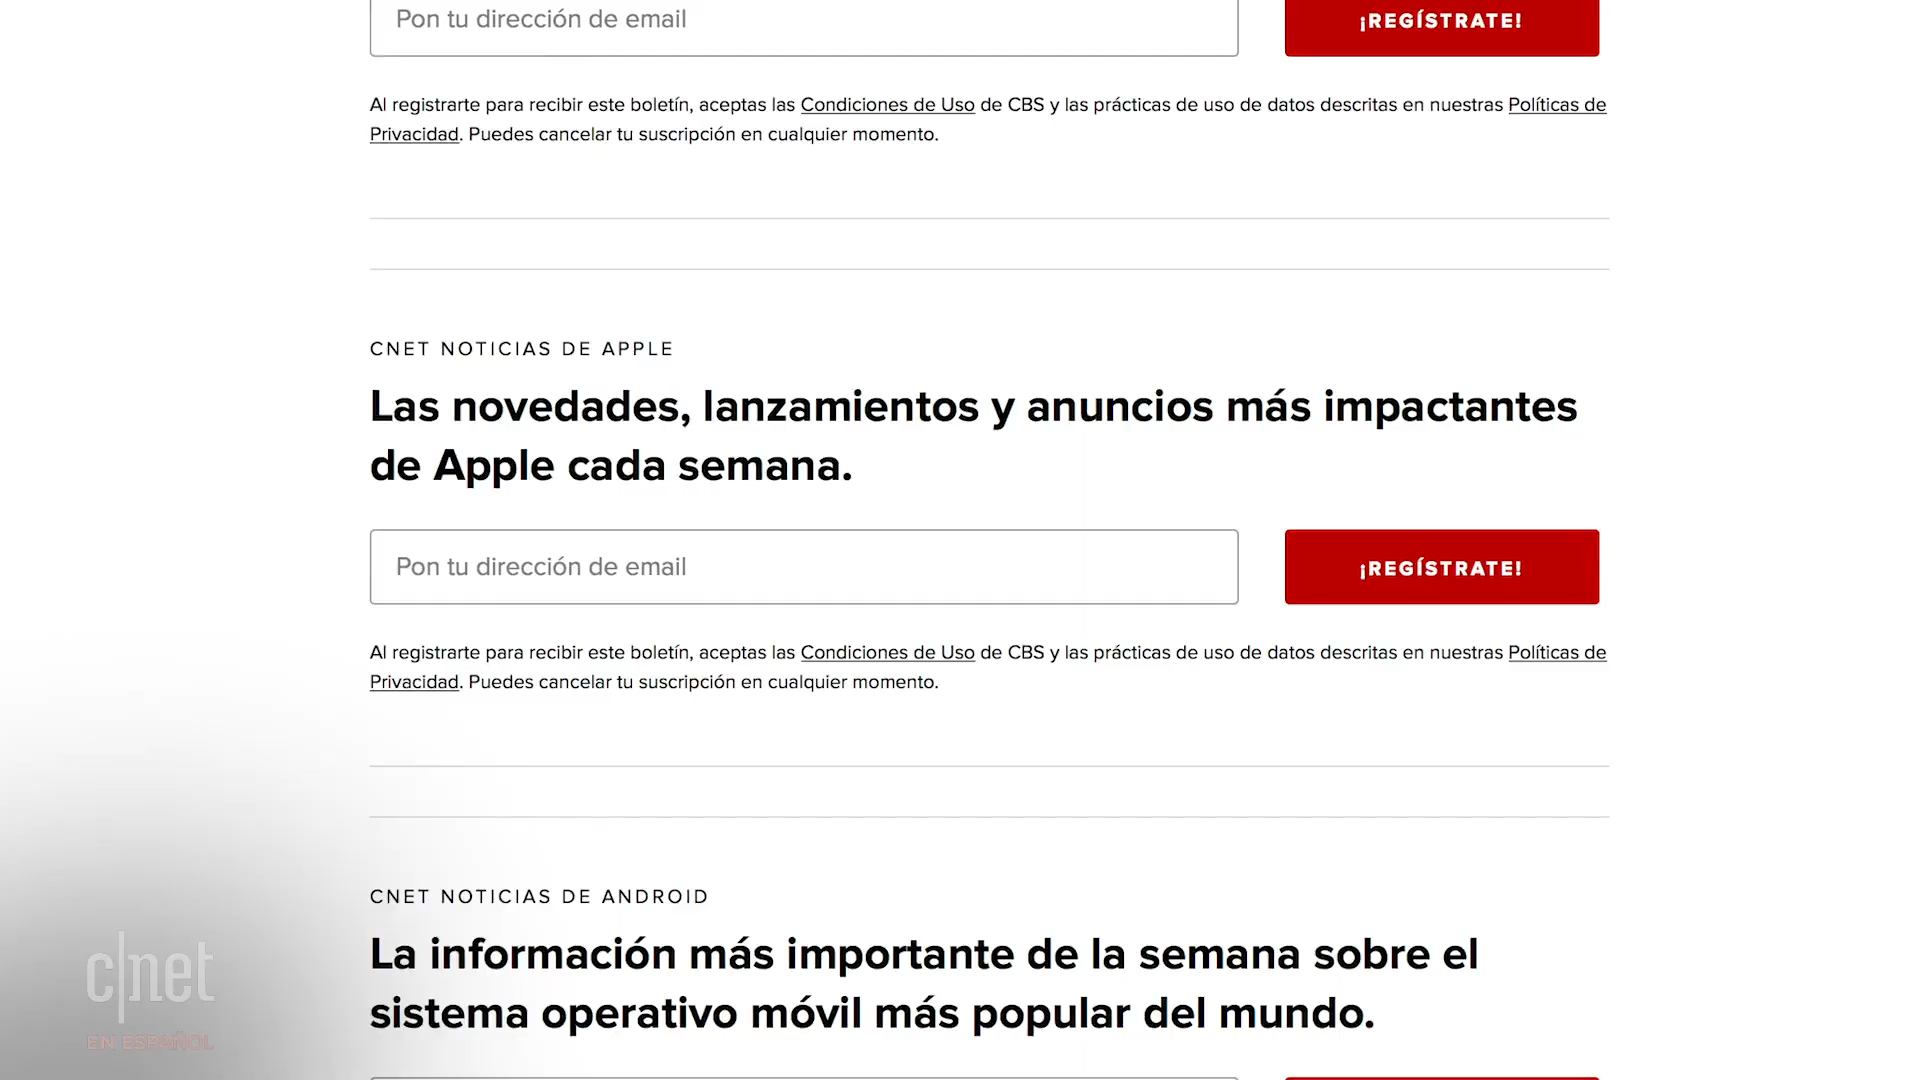 Pon tu dirección de email
¡REGÍSTRATE!
Al registrarte para recibir este boletín, aceptas las Condiciones de Uso de CBS y las prácticas de uso de datos descritas en nuestras Políticas de
Privacidad. Puedes cancelar tu suscripción en cualquier momento.
CNET NOTICIAS DE APPLE
Las novedades, lanzamientos y anuncios más impactantes
de Apple cada semana.
Pon tu dirección de email
¡REGÍSTRATE!
Al registrarte para recibir este boletín, aceptas las Condiciones de Uso de CBS y las prácticas de uso de datos descritas en nuestras Políticas de
Privacidad. Puedes cancelar tu suscripción en cualquier momento.
CNET NOTICIAS DE ANDROID
La información más importante de la semana sobre el
sistema operativo móvil más popular del mundo.
c|net
EN ESPAÑOL